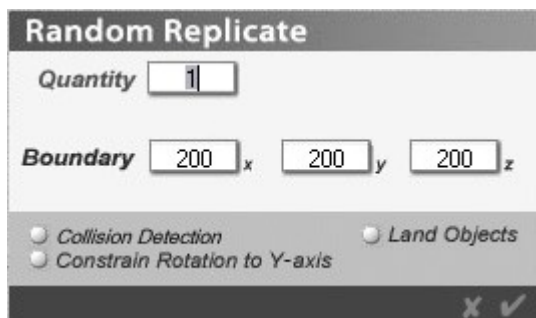 Random Replicate
Quantity 1
Boundary 200 x 200 y 200 z
Collision Detection Land Objects
Constrain Rotation to Y-axis